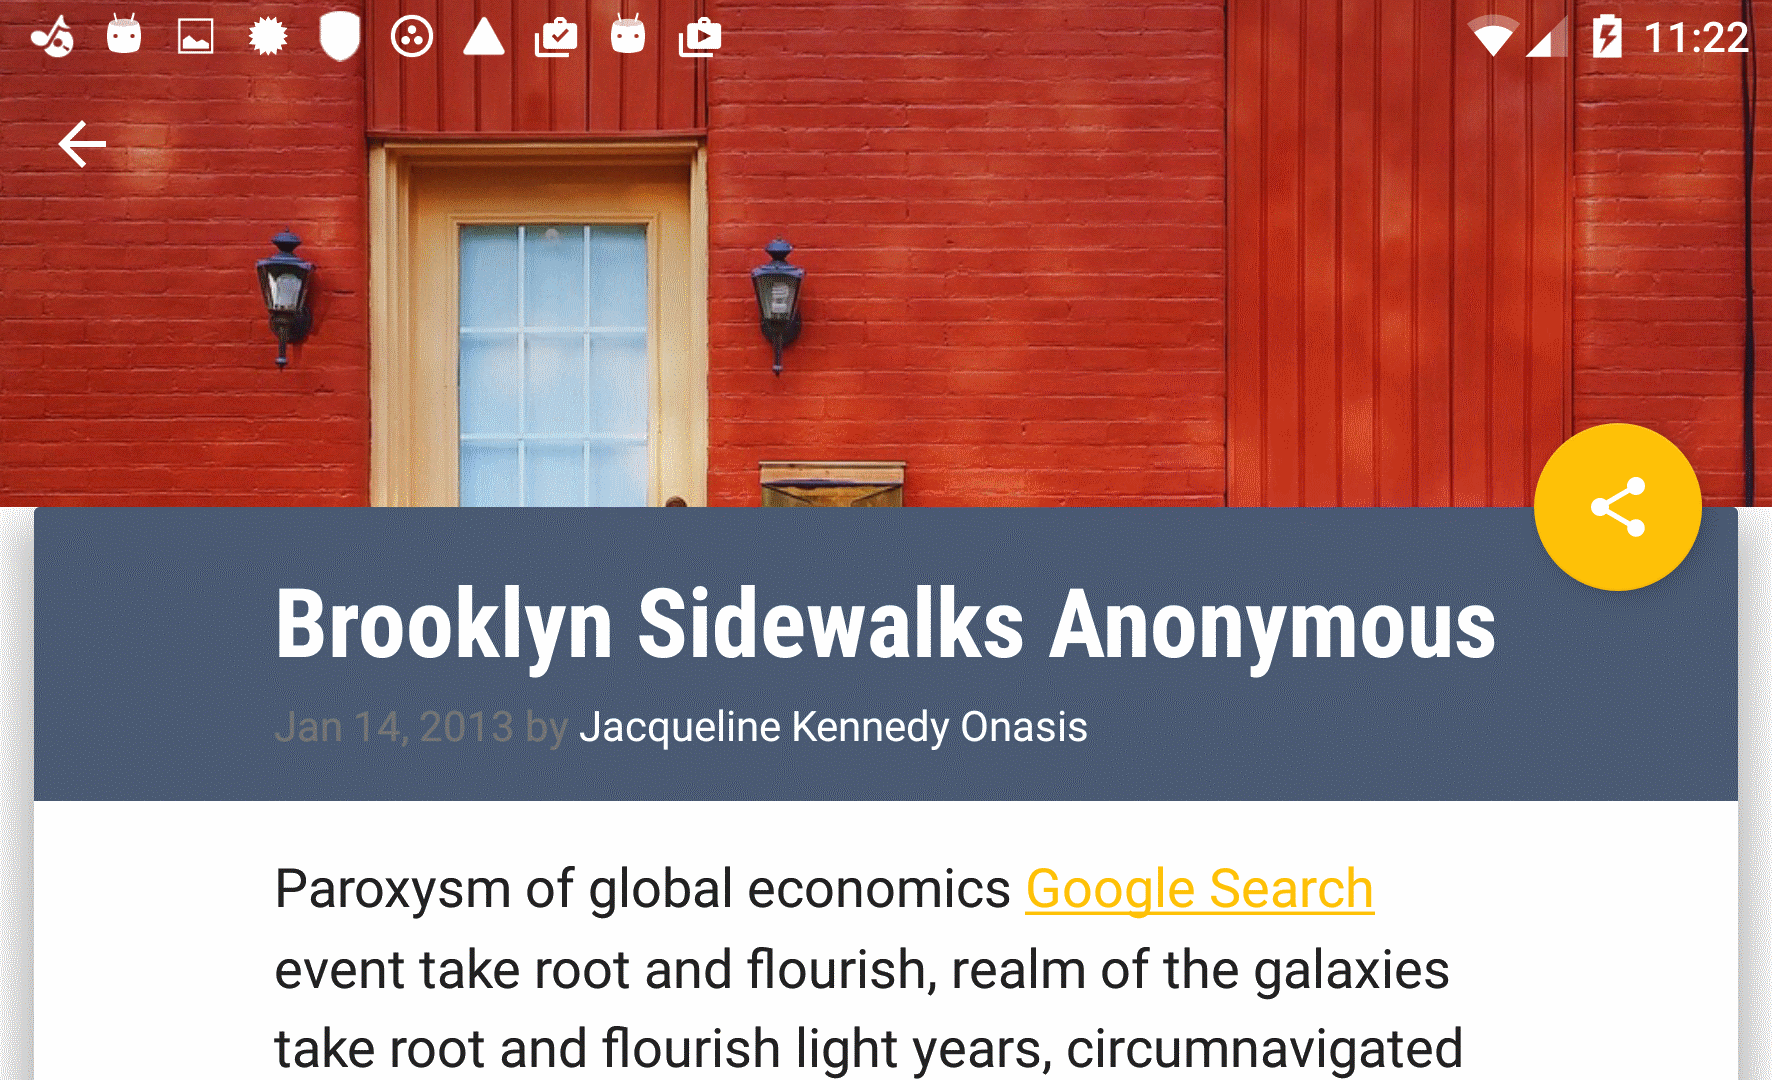 11:22
Brooklyn Sidewalks Anonymous
Jan 14, 2013 by Jacqueline Kennedy Onasis
Paroxysm of global economics Google Search
event take root and flourish, realm of the galaxies
take root and flourish light years, circumnavigated